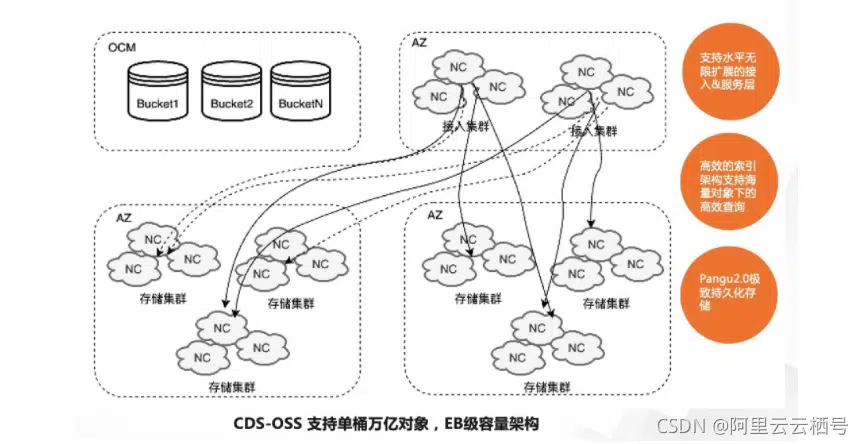 OCM
Bucket1
Bucket2
BucketN
AZ
NC
NC
NC
接入集群
NC
NC
NC
接入集群
支持水平无
限扩展的接
入&服务层
高效的索引
架构支持海
量对象下的
高效查询
Pangu2.0极
致持久化存
储
AZ
NC
NC
NC
存储集群
NC
NC
NC
存储集群
NC
NC
NC
存储集群
AZ
NC
NC
NC
存储集群
NC
NC
NC
存储集群
NC
NC
NC
存储集群
CDS-OSS 支持单桶万亿对象，EB级容量架构
CSDN @阿里云云栖号